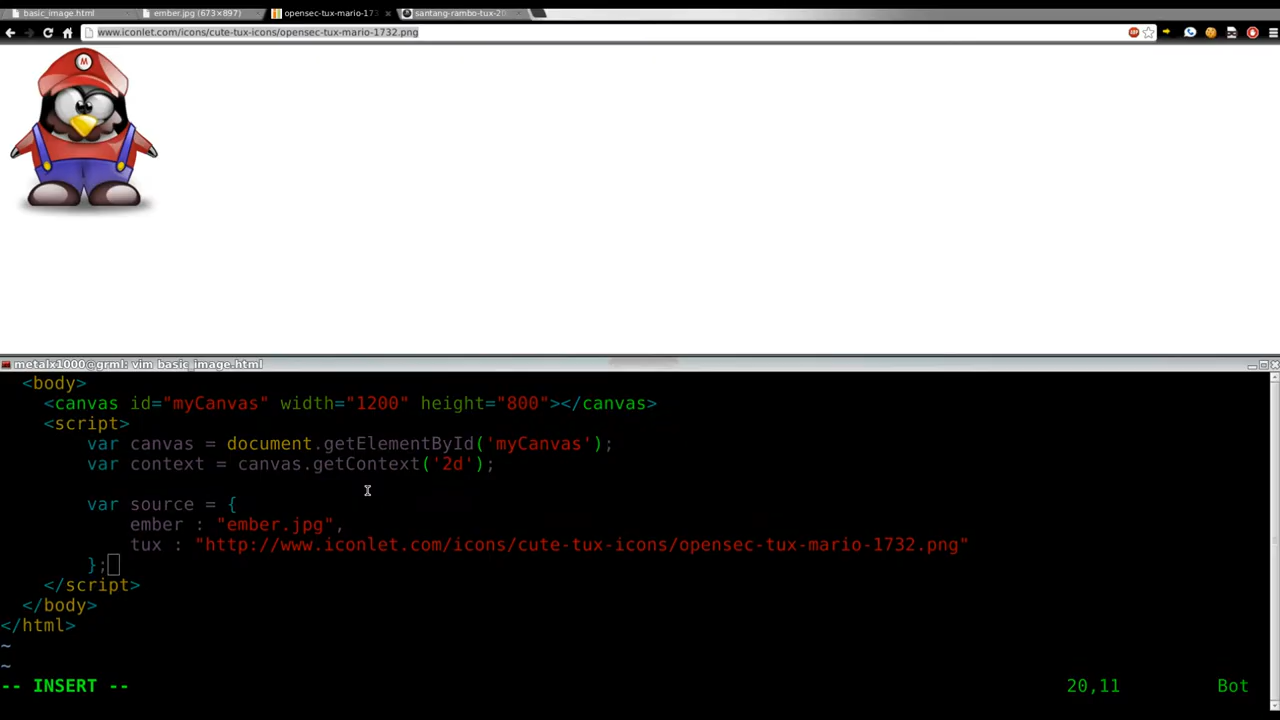 basic_image.html
ember.jpg (673×897)
opensec-tux-mario-173
santang-rambo-tux-20
www.iconlet.com/icons/cute-tux-icons/opensec-tux-mario-1732.png
M
metalx1000@grml: vim basic_image.html
<body>
<canvas id="myCanvas" width="1200" height="800"></canvas>
<script>
var canvas = document.getElementById('myCanvas');
var context = canvas.getContext('2d');
var source = {
ember : "ember.jpg",
tux : "http://www.iconlet.com/icons/cute-tux-icons/opensec-tux-mario-1732.png"
};
</script>
</body>
</html>
~
~
-- INSERT --
20,11
Bot